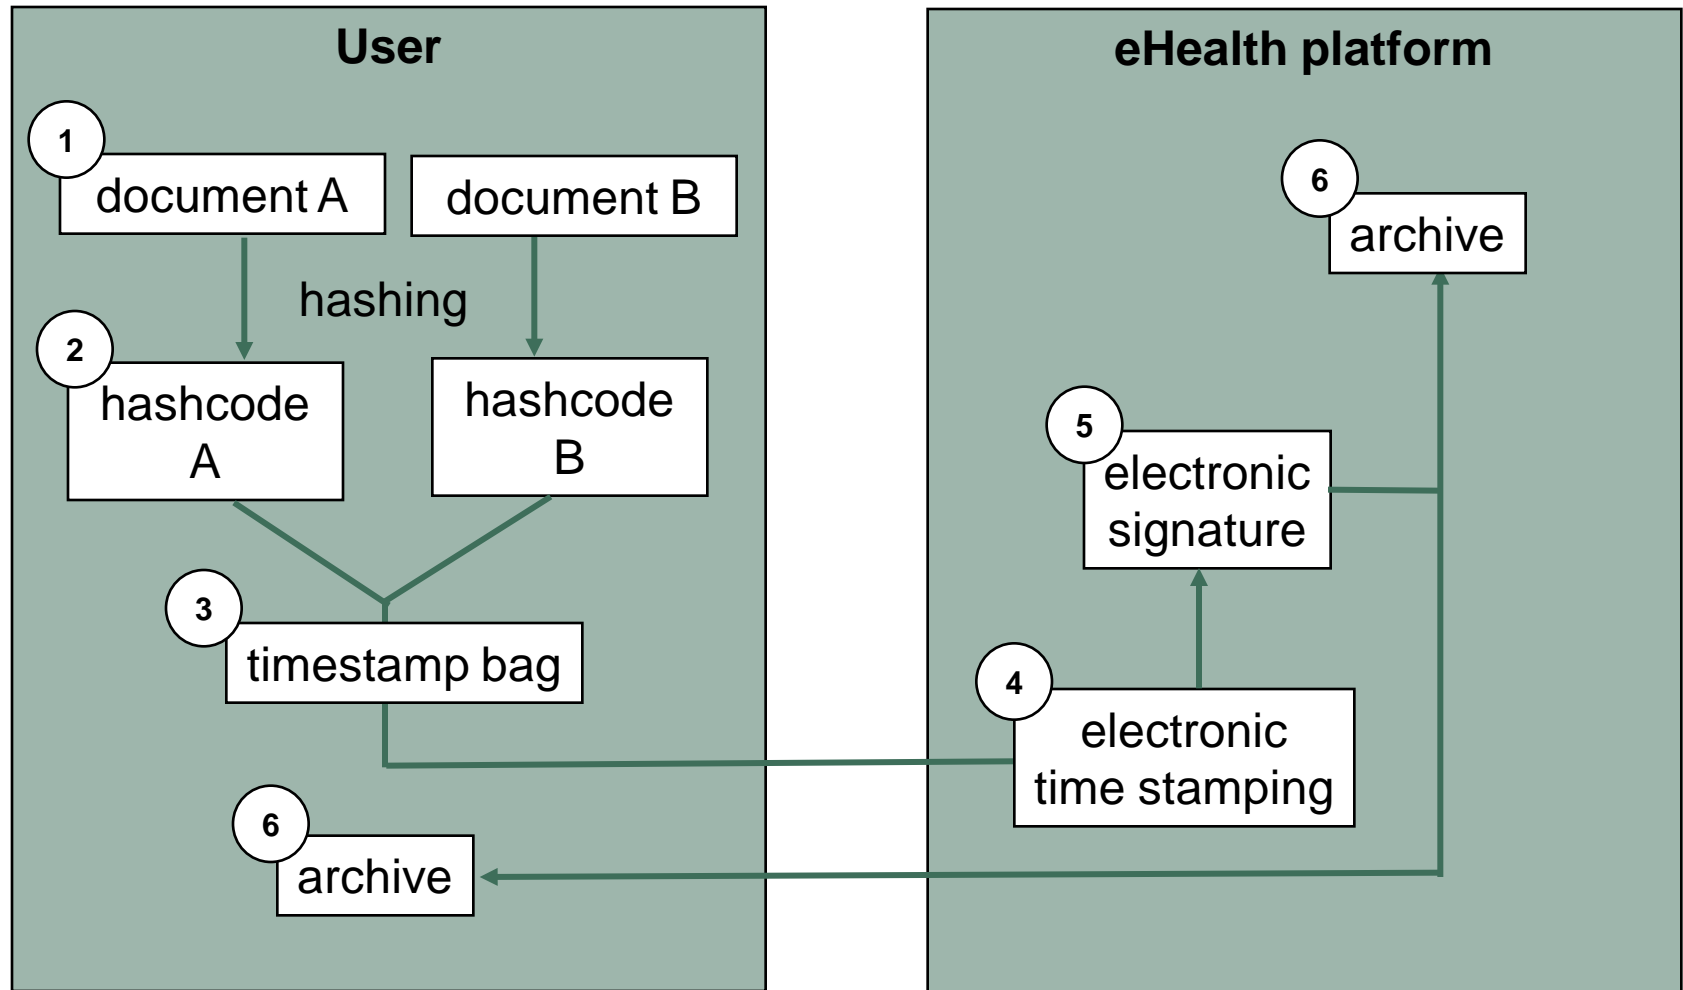 User
1
document A
document B
hashing
2
hashcode
A
hashcode
B
3
timestamp bag
6
archive
eHealth platform
6
archive
5
electronic
signature
4
electronic
time stamping